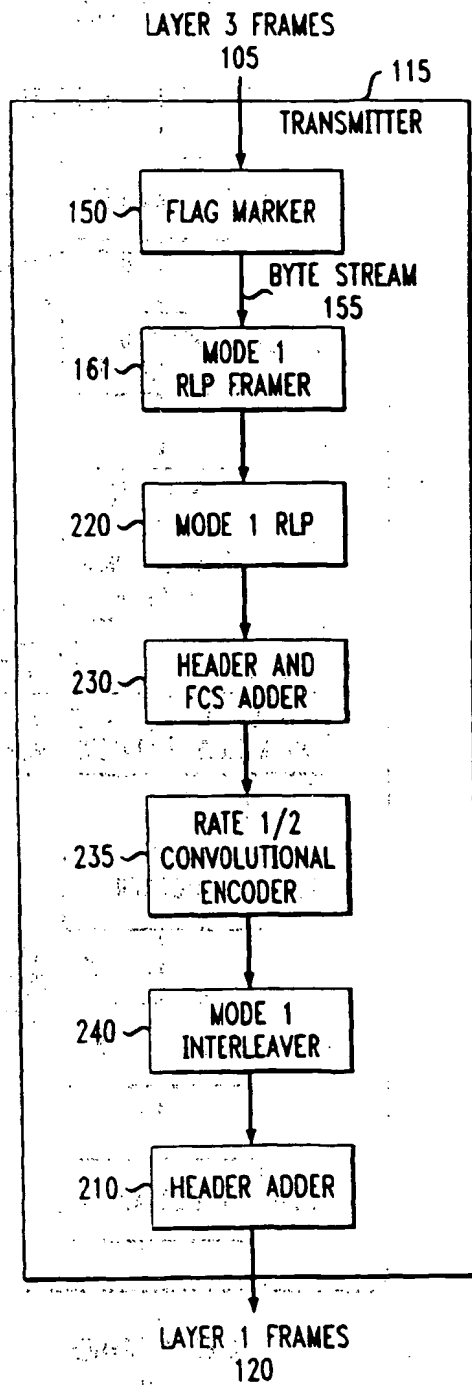 LAYER 3 FRAMES
105
115
TRANSMITTER
150
FLAG MARKER
BYTE STREAM
155
161
MODE 1
RLP FRAMER
220
MODE 1 RLP
230
HEADER AND
FCS ADDER
235
RATE 1/2
CONVOLUTIONAL
ENCODER
240
MODE 1
INTERLEAVER
210
HEADER ADDER
LAYER 1 FRAMES
120